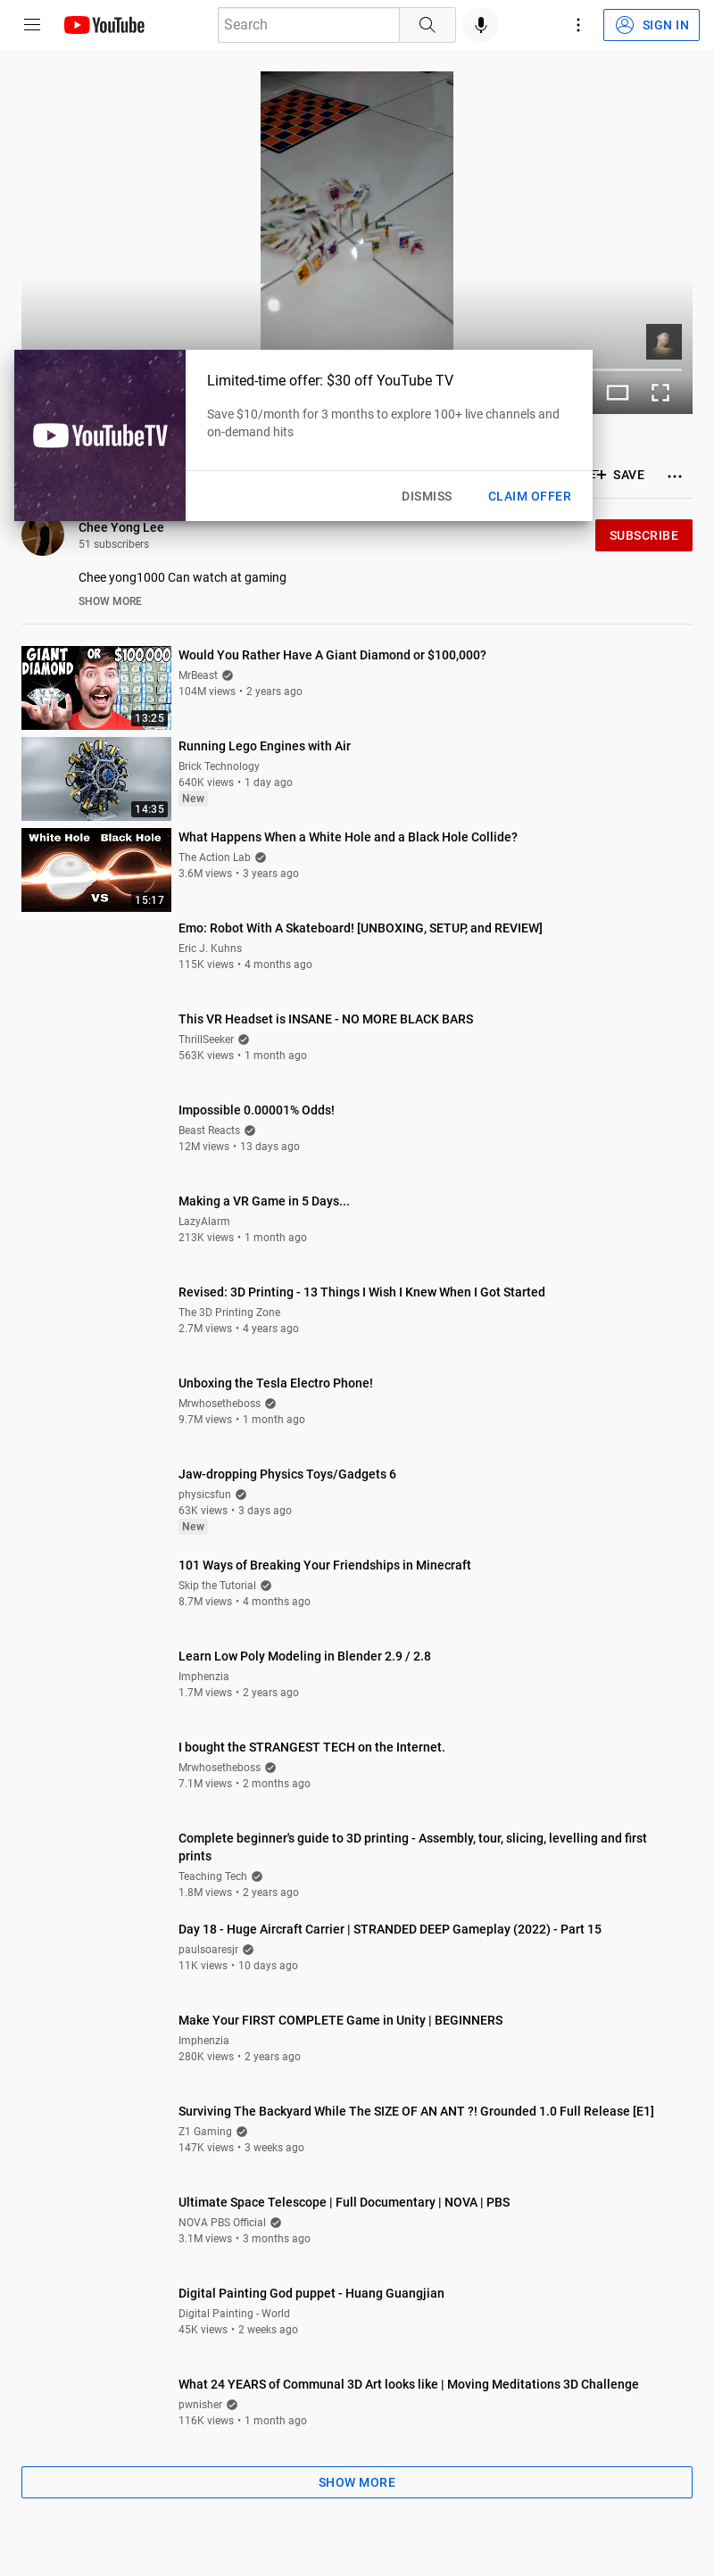 YouTube
Search
SIGN IN
YouTubeTV
Limited-time offer: $30 off YouTube TV
Save $10/month for 3 months to explore 100+ live channels and
on-demand hits
DISMISS
CLAIM OFFER
SAVE
Chee Yong Lee
51 subscribers
SUBSCRIBE
Chee yong1000 Can watch at gaming
SHOW MORE
GIANT OR $100,000
DIAMOND
13:25
Would You Rather Have A Giant Diamond or $100,000?
MrBeast
104M views • 2 years ago
14:35
Running Lego Engines with Air
Brick Technology
640K views • 1 day ago
New
White Hole Black Hole
VS
15:17
What Happens When a White Hole and a Black Hole Collide?
The Action Lab
3.6M views • 3 years ago
Emo: Robot With A Skateboard! [UNBOXING, SETUP, and REVIEW]
Eric J. Kuhns
115K views • 4 months ago
This VR Headset is INSANE - NO MORE BLACK BARS
ThrillSeeker
563K views • 1 month ago
Impossible 0.00001% Odds!
Beast Reacts
12M views • 13 days ago
Making a VR Game in 5 Days...
LazyAlarm
213K views • 1 month ago
Revised: 3D Printing - 13 Things I Wish I Knew When I Got Started
The 3D Printing Zone
2.7M views • 4 years ago
Unboxing the Tesla Electro Phone!
Mrwhosetheboss
9.7M views • 1 month ago
Jaw-dropping Physics Toys/Gadgets 6
physicsfun
63K views • 3 days ago
New
101 Ways of Breaking Your Friendships in Minecraft
Skip the Tutorial
8.7M views • 4 months ago
Learn Low Poly Modeling in Blender 2.9 / 2.8
Imphenzia
1.7M views • 2 years ago
I bought the STRANGEST TECH on the Internet.
Mrwhosetheboss
7.1M views • 2 months ago
Complete beginner's guide to 3D printing - Assembly, tour, slicing, levelling and first
prints
Teaching Tech
1.8M views • 2 years ago
Day 18 - Huge Aircraft Carrier | STRANDED DEEP Gameplay (2022) - Part 15
paulsoaresjr
11K views • 10 days ago
Make Your FIRST COMPLETE Game in Unity | BEGINNERS
Imphenzia
280K views • 2 years ago
Surviving The Backyard While The SIZE OF AN ANT ?! Grounded 1.0 Full Release [E1]
Z1 Gaming
147K views • 3 weeks ago
Ultimate Space Telescope | Full Documentary | NOVA | PBS
NOVA PBS Official
3.1M views • 3 months ago
Digital Painting God puppet - Huang Guangjian
Digital Painting - World
45K views • 2 weeks ago
What 24 YEARS of Communal 3D Art looks like | Moving Meditations 3D Challenge
pwnisher
116K views • 1 month ago
SHOW MORE